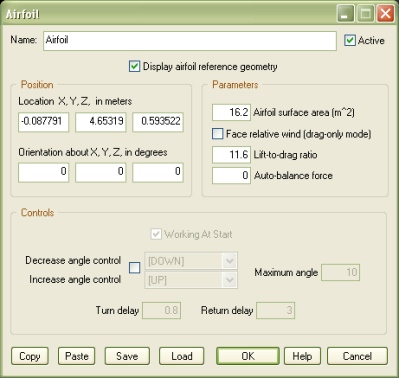 Airfoil
Name: Airfoil Active
Display airfoil reference geometry
Position
Location X, Y, Z, in meters
-0.087791 4.65319 0.593522
Orientation about X, Y, Z, in degrees
0 0 0
Parameters
16.2 Airfoil surface area (m^2)
Face relative wind (drag-only mode)
11.6 Lift-to-drag ratio
0 Auto-balance force
Controls
Working At Start
Decrease angle control [DOWN]
Increase angle control [UP]
Maximum angle 10
Turn delay 0.8 Return delay 3
Copy Paste Save Load OK Help Cancel